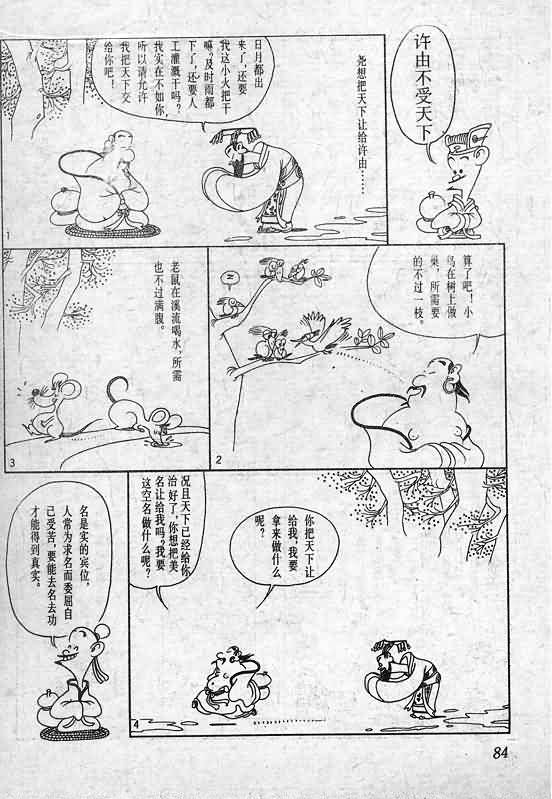 许由不受天下
尧想把天下让给许由……
日月都出
来了，还要
我这小火把干
嘛？及时雨都
下了，还要人
工灌溉干吗？
我实在不如你，
所以请允许
我把天下交
给你吧！
1
算了吧！小
鸟在树上做
巢，所需要
的不过一枝。
Z
2
老鼠在溪流喝水，所需
也不过满腹。
3
你把天下让
给我，我要
拿来做什么
呢？
况且天下已经给你
治好了，你想把美
名让给我吗？我要
这空名做什么呢？
4
名是实的宾位，
人常为求名而委屈自
己受苦，要能去名去功
才能得到真实。
84